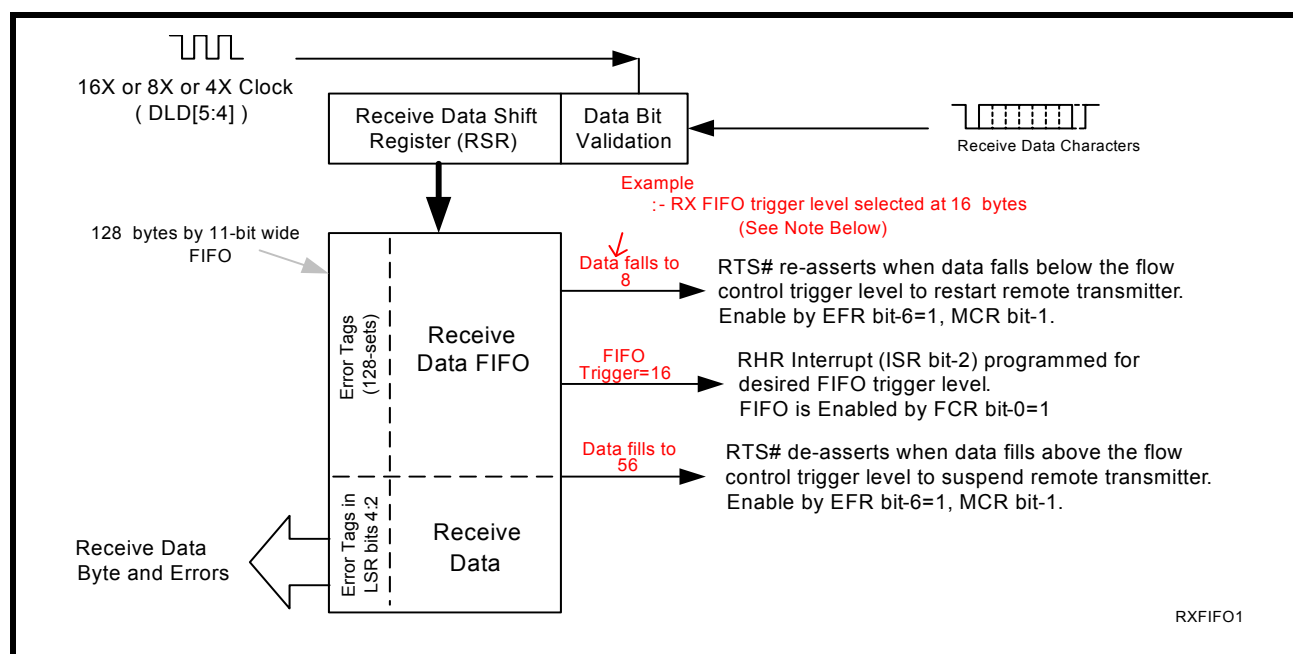 16X or 8X or 4X Clock
( DLD[5:4] )
Receive Data Shift
Register (RSR)
Data Bit
Validation
Receive Data Characters
Example
:- RX FIFO trigger level selected at 16 bytes
(See Note Below)
128 bytes by 11-bit wide
FIFO
Data falls to
8
RTS# re-asserts when data falls below the flow
control trigger level to restart remote transmitter.
Enable by EFR bit-6=1, MCR bit-1.
Error Tags
(128-sets)
Receive
Data FIFO
FIFO
Trigger=16
RHR Interrupt (ISR bit-2) programmed for
desired FIFO trigger level.
FIFO is Enabled by FCR bit-0=1
Data fills to
56
RTS# de-asserts when data fills above the flow
control trigger level to suspend remote transmitter.
Enable by EFR bit-6=1, MCR bit-1.
Error Tags in
LSR bits 4:2
Receive
Data
Receive Data
Byte and Errors
RXFIFO1